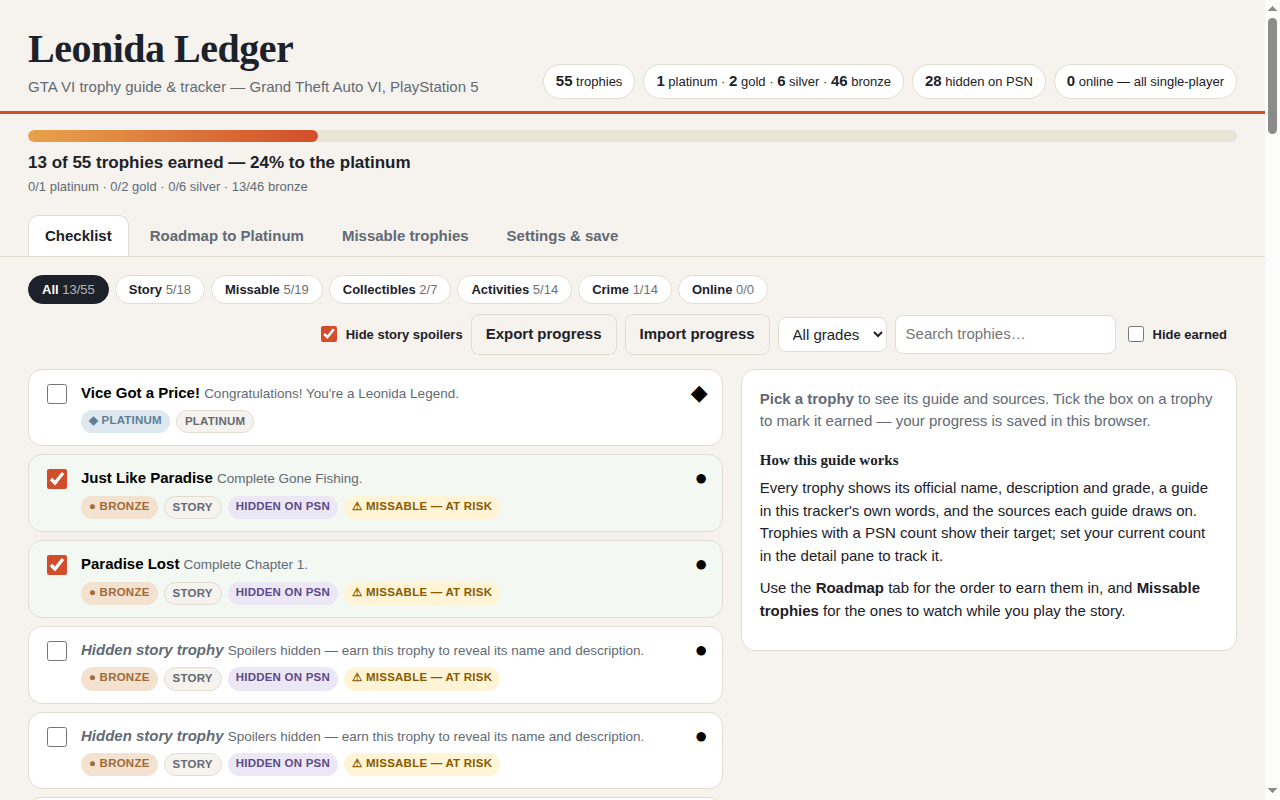 Leonida Ledger
GTA VI trophy guide & tracker — Grand Theft Auto VI, PlayStation 5
55 trophies
1 platinum · 2 gold · 6 silver · 46 bronze
28 hidden on PSN
0 online — all single-player
13 of 55 trophies earned — 24% to the platinum
0/1 platinum · 0/2 gold · 0/6 silver · 13/46 bronze
Checklist
Roadmap to Platinum
Missable trophies
Settings & save
All 13/55
Story 5/18
Missable 5/19
Collectibles 2/7
Activities 5/14
Crime 1/14
Online 0/0
Hide story spoilers
Export progress
Import progress
All grades
Search trophies…
Hide earned
Vice Got a Price! Congratulations! You're a Leonida Legend.
◆ PLATINUM
PLATINUM
Just Like Paradise Complete Gone Fishing.
● BRONZE
STORY
HIDDEN ON PSN
⚠ MISSABLE — AT RISK
Paradise Lost Complete Chapter 1.
● BRONZE
STORY
HIDDEN ON PSN
⚠ MISSABLE — AT RISK
Hidden story trophy Spoilers hidden — earn this trophy to reveal its name and description.
● BRONZE
STORY
HIDDEN ON PSN
⚠ MISSABLE — AT RISK
Hidden story trophy Spoilers hidden — earn this trophy to reveal its name and description.
● BRONZE
STORY
HIDDEN ON PSN
⚠ MISSABLE — AT RISK
Pick a trophy to see its guide and sources. Tick the box on a trophy
to mark it earned — your progress is saved in this browser.
How this guide works
Every trophy shows its official name, description and grade, a guide
in this tracker's own words, and the sources each guide draws on.
Trophies with a PSN count show their target; set your current count
in the detail pane to track it.
Use the Roadmap tab for the order to earn them in, and Missable
trophies for the ones to watch while you play the story.